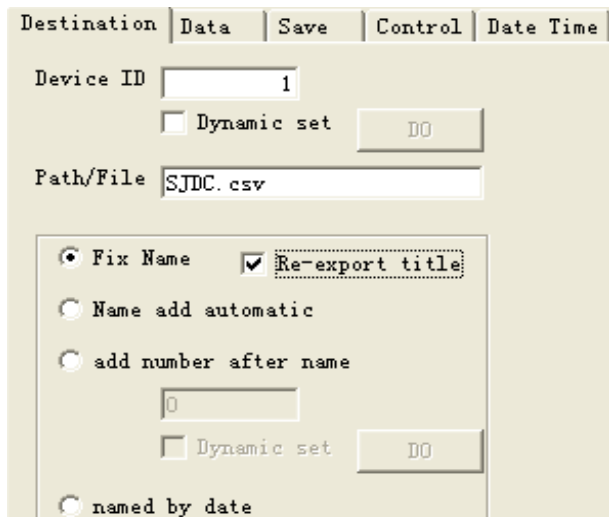 Destination Data Save Control Date Time
Device ID 1
Dynamic set DO
Path/File SJDC.csv
Fix Name Re-export title
Name add automatic
add number after name
0
Dynamic set DO
named by date